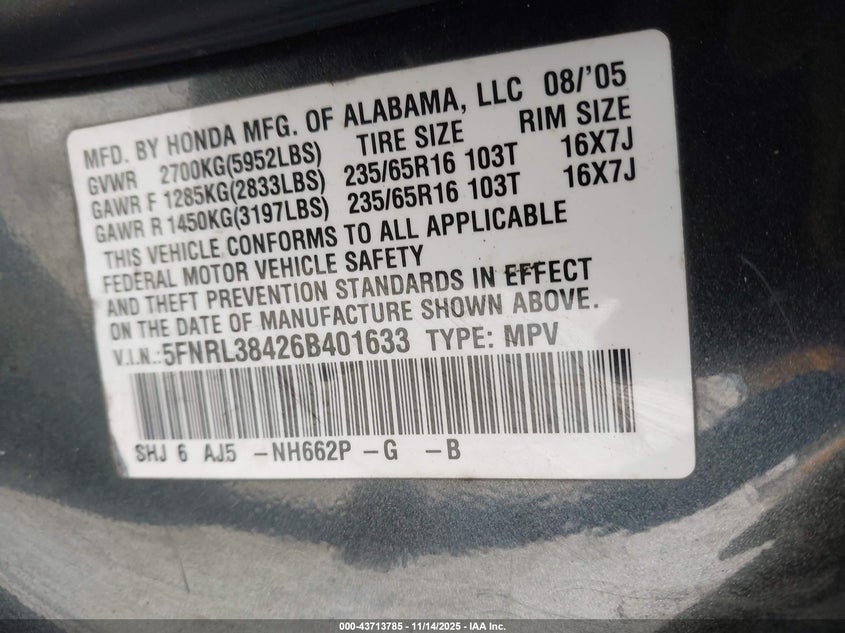 MFD. BY HONDA MFG. OF ALABAMA, LLC 08/'05
GVWR 2700KG(5952LBS) TIRE SIZE RIM SIZE
GAWR F 1285KG(2833LBS) 235/65R16 103T 16X7J
GAWR R 1450KG(3197LBS) 235/65R16 103T 16X7J
THIS VEHICLE CONFORMS TO ALL APPLICABLE
FEDERAL MOTOR VEHICLE SAFETY
AND THEFT PREVENTION STANDARDS IN EFFECT
ON THE DATE OF MANUFACTURE SHOWN ABOVE.
V.I.N.:5FNRL38426B401633 TYPE: MPV
SHJ 6 AJ5 -NH662P -G -B
000-43713785 - 11/14/2025 - IAA Inc.